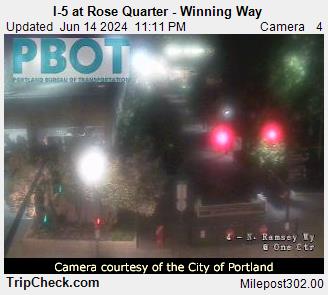 I-5 at Rose Quarter - Winning Way
Updated Jun 14 2024 11:11 PM Camera 4
PBOT
PORTLAND BUREAU OF TRANSPORTATION
4 - N. Ramsey Wy
@ One Ctr
Camera courtesy of the City of Portland
TripCheck.com Milepost302.00